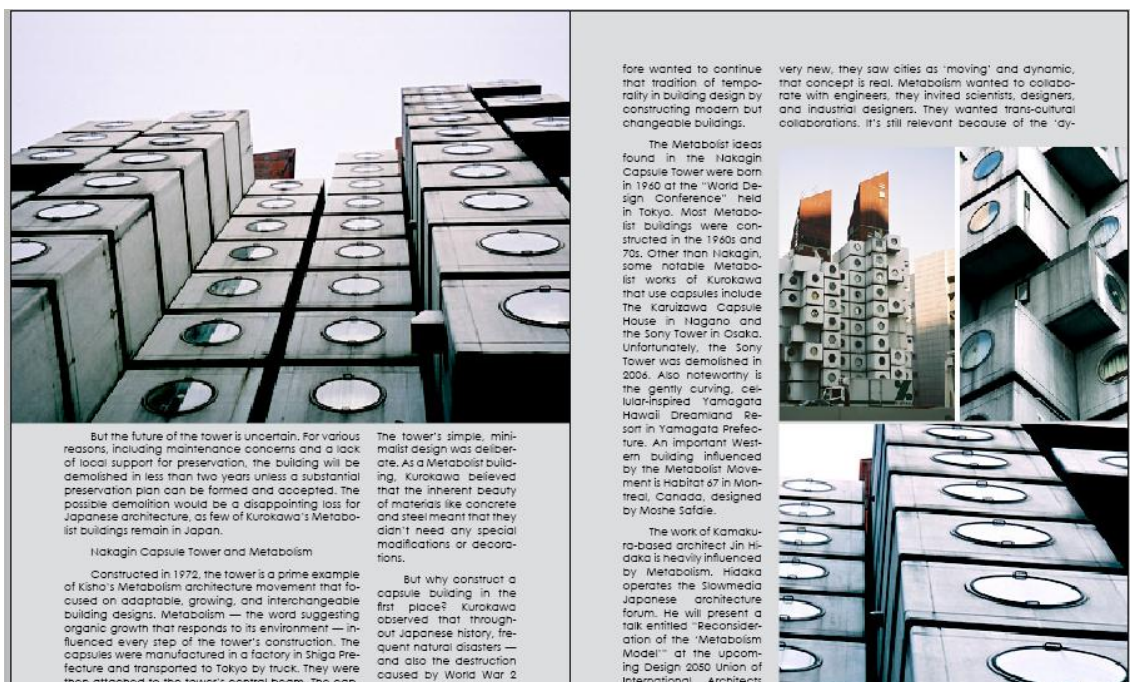 But the future of the tower is uncertain. For various
reasons, including maintenance concerns and a lack
of local support for preservation, the building will be
demolished in less than two years unless a substantial
preservation plan can be formed and accepted. The
possible demolition would be a disappointing loss for
Japanese architecture, as few of Kurokawa's Metabo-
list buildings remain in Japan.
Nakagin Capsule Tower and Metabolism
Constructed in 1972, the tower is a prime example
of Kisho's Metabolism architecture movement that fo-
cused on adaptable, growing, and interchangeable
building designs. Metabolism — the word suggesting
organic growth that responds to its environment — in-
fluenced every step of the tower's construction. The
capsules were manufactured in a factory in Shiga Pre-
fecture and transported to Tokyo by truck. They were
then attached to the tower's central beam. The cap-
The tower's simple, mini-
malist design was deliber-
ate. As a Metabolist build-
ing, Kurokawa believed
that the inherent beauty
of materials like concrete
and steel meant that they
didn't need any special
modifications or decora-
tions.
But why construct a
capsule building in the
first place? Kurokawa
observed that through-
out Japanese history, fre-
quent natural disasters —
and also the destruction
caused by World War 2
fore wanted to continue
that tradition of tempo-
rality in building design by
constructing modern but
changeable buildings.
The Metabolist ideas
found in the Nakagin
Capsule Tower were born
in 1960 at the "World De-
sign Conference" held
in Tokyo. Most Metabo-
list buildings were con-
structed in the 1960s and
70s. Other than Nakagin,
some notable Metabo-
list works of Kurokawa
that use capsules include
The Karuizawa Capsule
House in Nagano and
the Sony Tower in Osaka.
Unfortunately, the Sony
Tower was demolished in
2006. Also noteworthy is
the gently curving, cel-
lular-inspired Yamagata
Hawaii Dreamland Re-
sort in Yamagata Prefec-
ture. An important West-
ern building influenced
by the Metabolist Move-
ment is Habitat 67 in Mon-
treal, Canada, designed
by Moshe Safdie.
The work of Kamaku-
ra-based architect Jin Hi-
daka is heavily influenced
by Metabolism. Hidaka
operates the Slowmedia
Japanese architecture
forum. He will present a
talk entitled "Reconsider-
ation of the 'Metabolism
Model'" at the upcom-
ing Design 2050 Union of
International Architects
very new, they saw cities as 'moving' and dynamic,
that concept is real. Metabolism wanted to collabo-
rate with engineers, they invited scientists, designers,
and industrial designers. They wanted trans-cultural
collaborations. It's still relevant because of the 'dy-